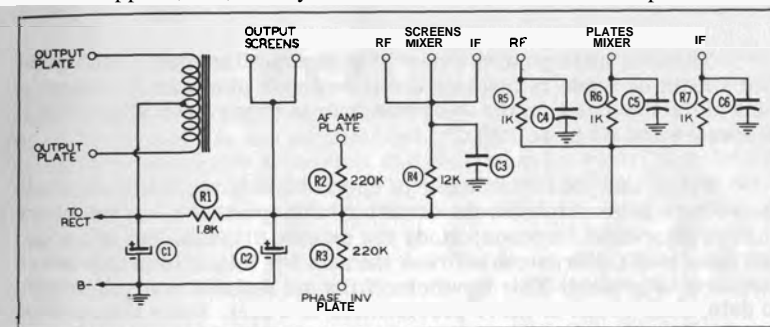 OUTPUT PLATE
OUTPUT PLATE
OUTPUT SCREENS
RF
SCREENS MIXER
IF
RF
PLATES MIXER
IF
AF AMP PLATE
R1
1.8K
R2
220K
R3
220K
R4
12K
R5
1K
R6
1K
R7
1K
C1
C2
C3
C4
C5
C6
TO RECT
B-
PHASE INV PLATE